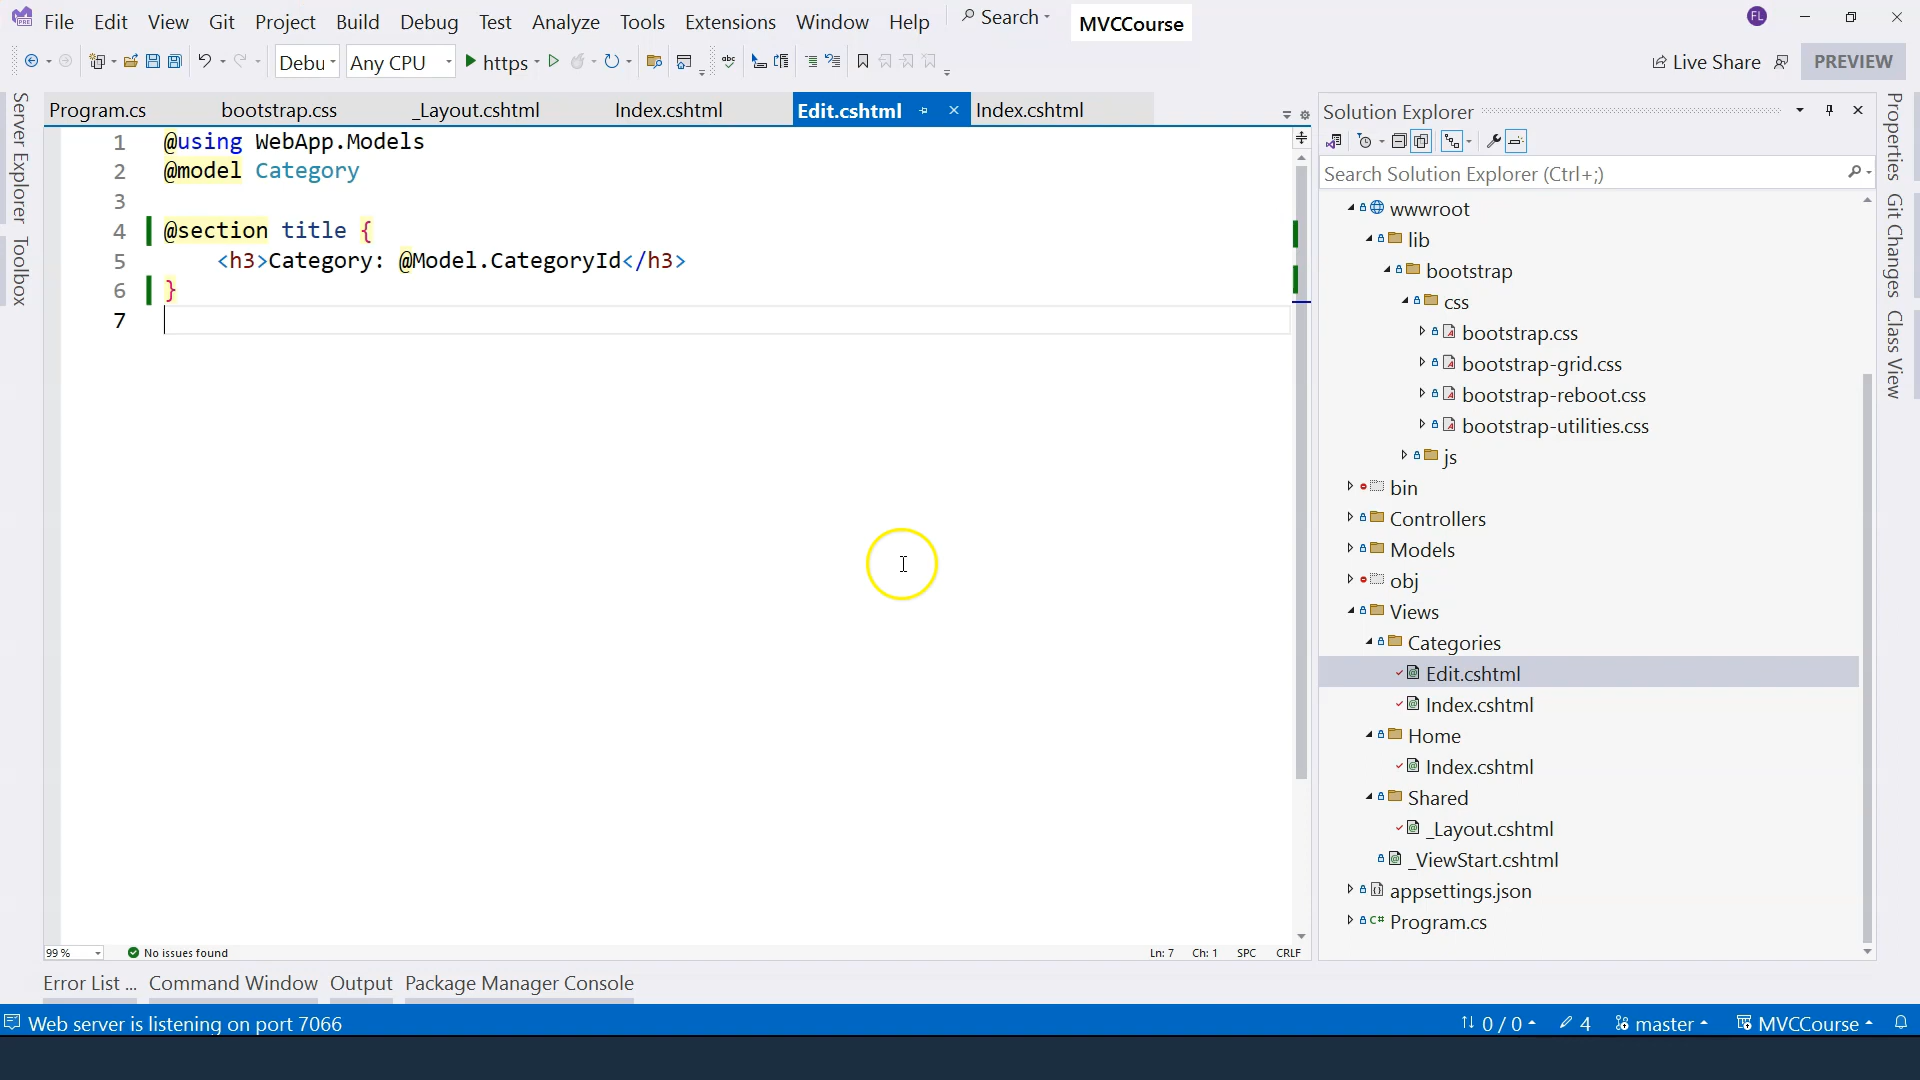 File Edit View Git Project Build Debug Test Analyze Tools Extensions Window Help Search MVCCourse
Debu Any CPU https Live Share PREVIEW
Server Explorer
Toolbox
Program.cs bootstrap.css _Layout.cshtml Index.cshtml Edit.cshtml Index.cshtml
1 @using WebApp.Models
2 @model Category
3
4 @section title {
5 <h3>Category: @Model.CategoryId</h3>
6 }
7
99 % No issues found Ln: 7 Ch: 1 SPC CRLF
Solution Explorer
Search Solution Explorer (Ctrl+;)
wwwroot
lib
bootstrap
css
bootstrap.css
bootstrap-grid.css
bootstrap-reboot.css
bootstrap-utilities.css
js
bin
Controllers
Models
obj
Views
Categories
Edit.cshtml
Index.cshtml
Home
Index.cshtml
Shared
_Layout.cshtml
_ViewStart.cshtml
appsettings.json
C# Program.cs
Properties
Git Changes
Class View
Error List ... Command Window Output Package Manager Console
Web server is listening on port 7066 0 / 0 4 master MVCCourse
FL
abc